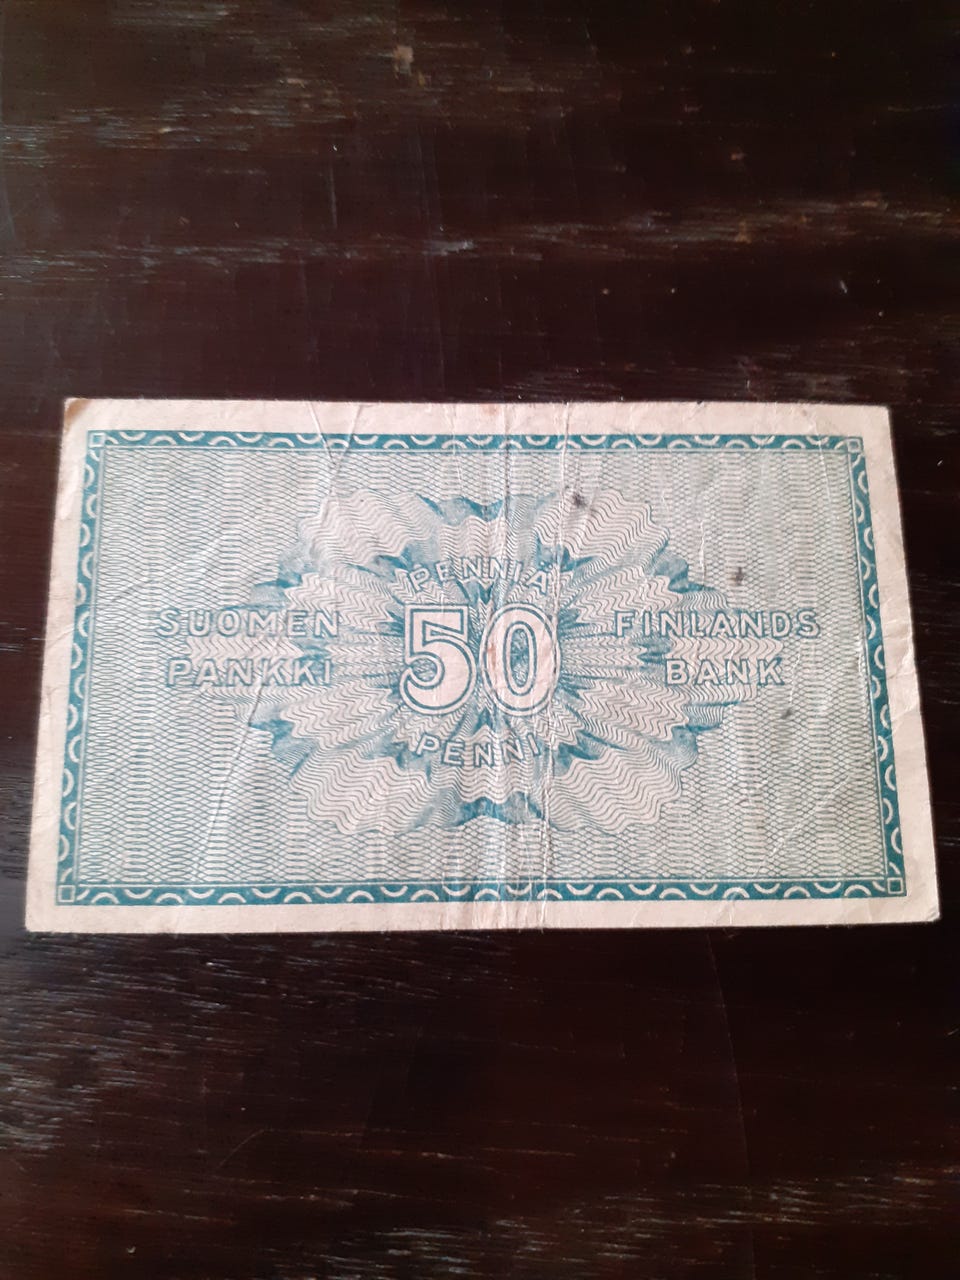 PENNIÄ
SUOMEN
PANKKI
50
FINLANDS
BANK
PENNI